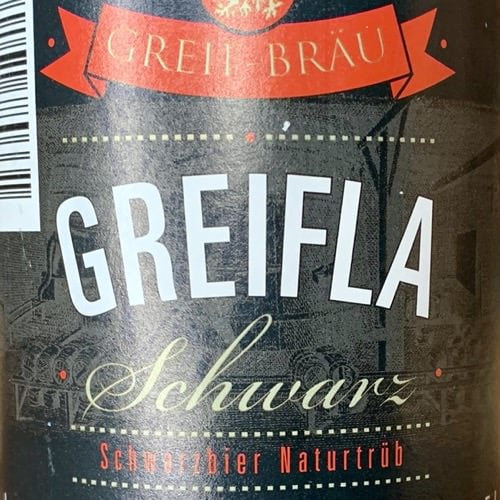 GREIF-BRÄU
GREIFLA
Schwarz
Schwarzbier Naturtrüb